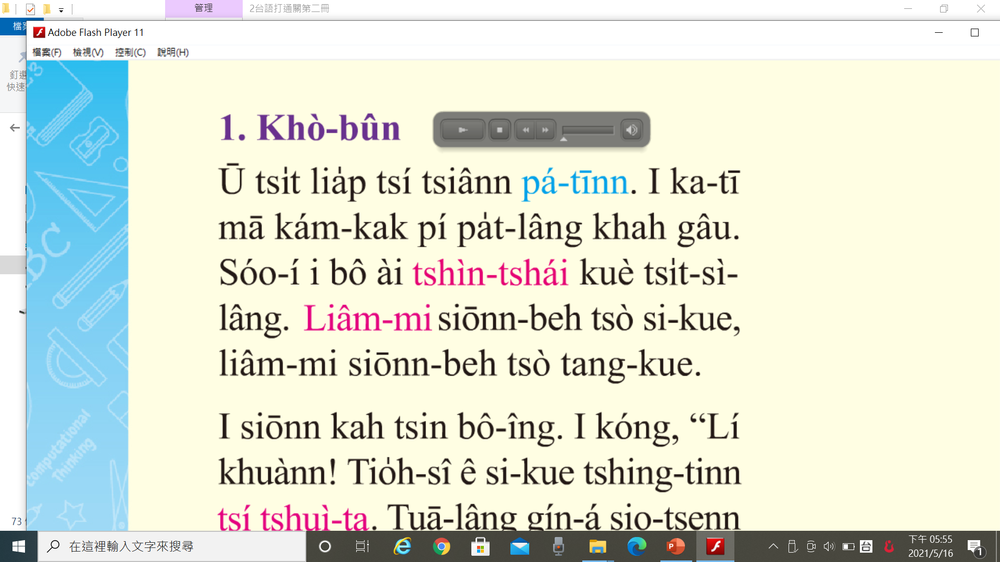 管理
2台語打通關第二冊
檔案
Adobe Flash Player 11
檔案(F) 檢視(V) 控制(C) 說明(H)
釘選
快速
1. Khò-bûn
Ū tsi̍t lia̍p tsí tsiânn pá-tīnn. I ka-tī
mā kám-kak pí pa̍t-lâng khah gâu.
Sóo-í i bô ài tshìn-tshái kuè tsi̍t-sì-
lâng. Liâm-mi siōnn-beh tsò si-kue,
liâm-mi siōnn-beh tsò tang-kue.
I siōnn kah tsin bô-îng. I kóng, “Lí
khuànn! Tio̍h-sî ê si-kue tshing-tinn
tsí tshuì-ta. Tuā-lâng gín-á sio-tsenn
ABC
Computational
Thinking
73
在這裡輸入文字來搜尋
下午 05:55
2021/5/16
1